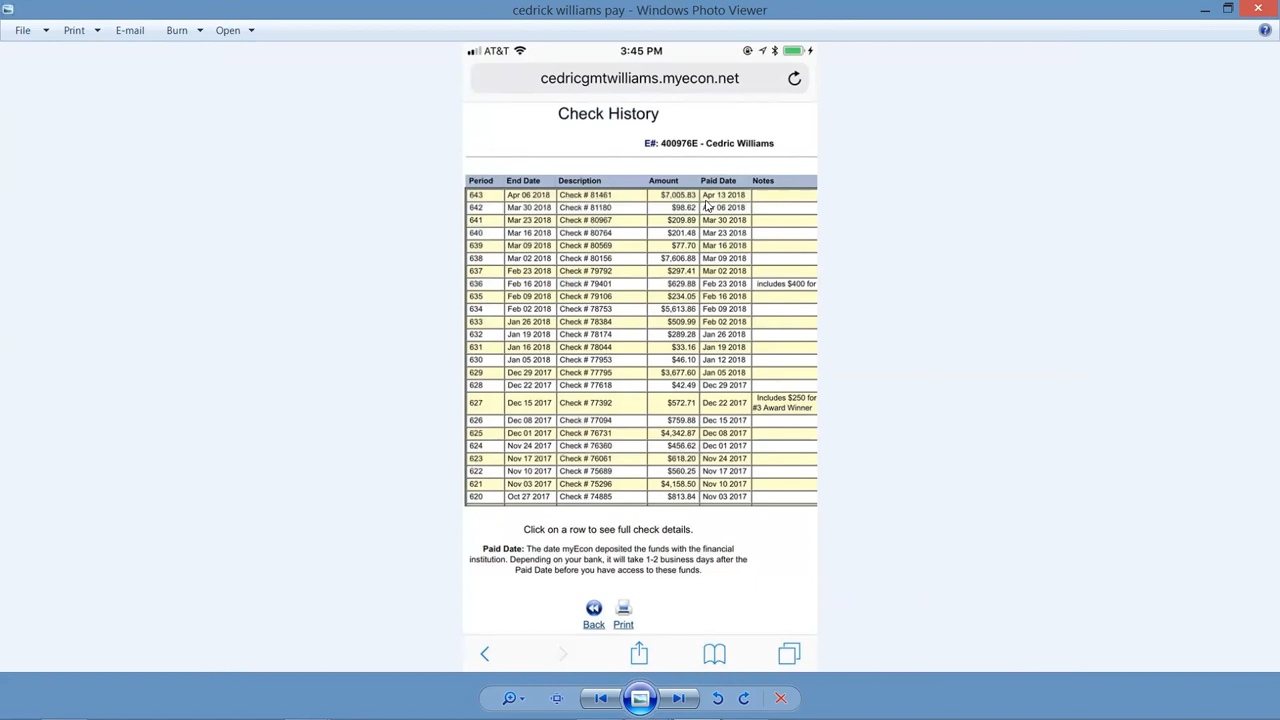 cedrick williams pay - Windows Photo Viewer
File Print E-mail Burn Open
AT&T 3:45 PM
cedricgmtwilliams.myecon.net
Check History
E#: 400976E - Cedric Williams
Period End Date Description Amount Paid Date Notes
643 Apr 06 2018 Check # 81461 $7,005.83 Apr 13 2018
642 Mar 30 2018 Check # 81180 $98.62 Apr 06 2018
641 Mar 23 2018 Check # 80967 $209.89 Mar 30 2018
640 Mar 16 2018 Check # 80764 $201.48 Mar 23 2018
639 Mar 09 2018 Check # 80569 $77.70 Mar 16 2018
638 Mar 02 2018 Check # 80156 $7,606.88 Mar 09 2018
637 Feb 23 2018 Check # 79792 $297.41 Mar 02 2018
636 Feb 16 2018 Check # 79401 $629.88 Feb 23 2018 includes $400 for
635 Feb 09 2018 Check # 79106 $234.05 Feb 16 2018
634 Feb 02 2018 Check # 78753 $5,613.86 Feb 09 2018
633 Jan 26 2018 Check # 78384 $509.99 Feb 02 2018
632 Jan 19 2018 Check # 78174 $289.28 Jan 26 2018
631 Jan 16 2018 Check # 78044 $33.16 Jan 19 2018
630 Jan 05 2018 Check # 77953 $46.10 Jan 12 2018
629 Dec 29 2017 Check # 77795 $3,677.60 Jan 05 2018
628 Dec 22 2017 Check # 77618 $42.49 Dec 29 2017
627 Dec 15 2017 Check # 77392 $572.71 Dec 22 2017 Includes $250 for
#3 Award Winner
626 Dec 08 2017 Check # 77094 $759.88 Dec 15 2017
625 Dec 01 2017 Check # 76731 $4,342.87 Dec 08 2017
624 Nov 24 2017 Check # 76360 $456.62 Dec 01 2017
623 Nov 17 2017 Check # 76061 $618.20 Nov 24 2017
622 Nov 10 2017 Check # 75689 $560.25 Nov 17 2017
621 Nov 03 2017 Check # 75296 $4,158.50 Nov 10 2017
620 Oct 27 2017 Check # 74885 $813.84 Nov 03 2017
Click on a row to see full check details.
Paid Date: The date myEcon deposited the funds with the financial
institution. Depending on your bank, it will take 1-2 business days after the
Paid Date before you have access to these funds.
Back Print